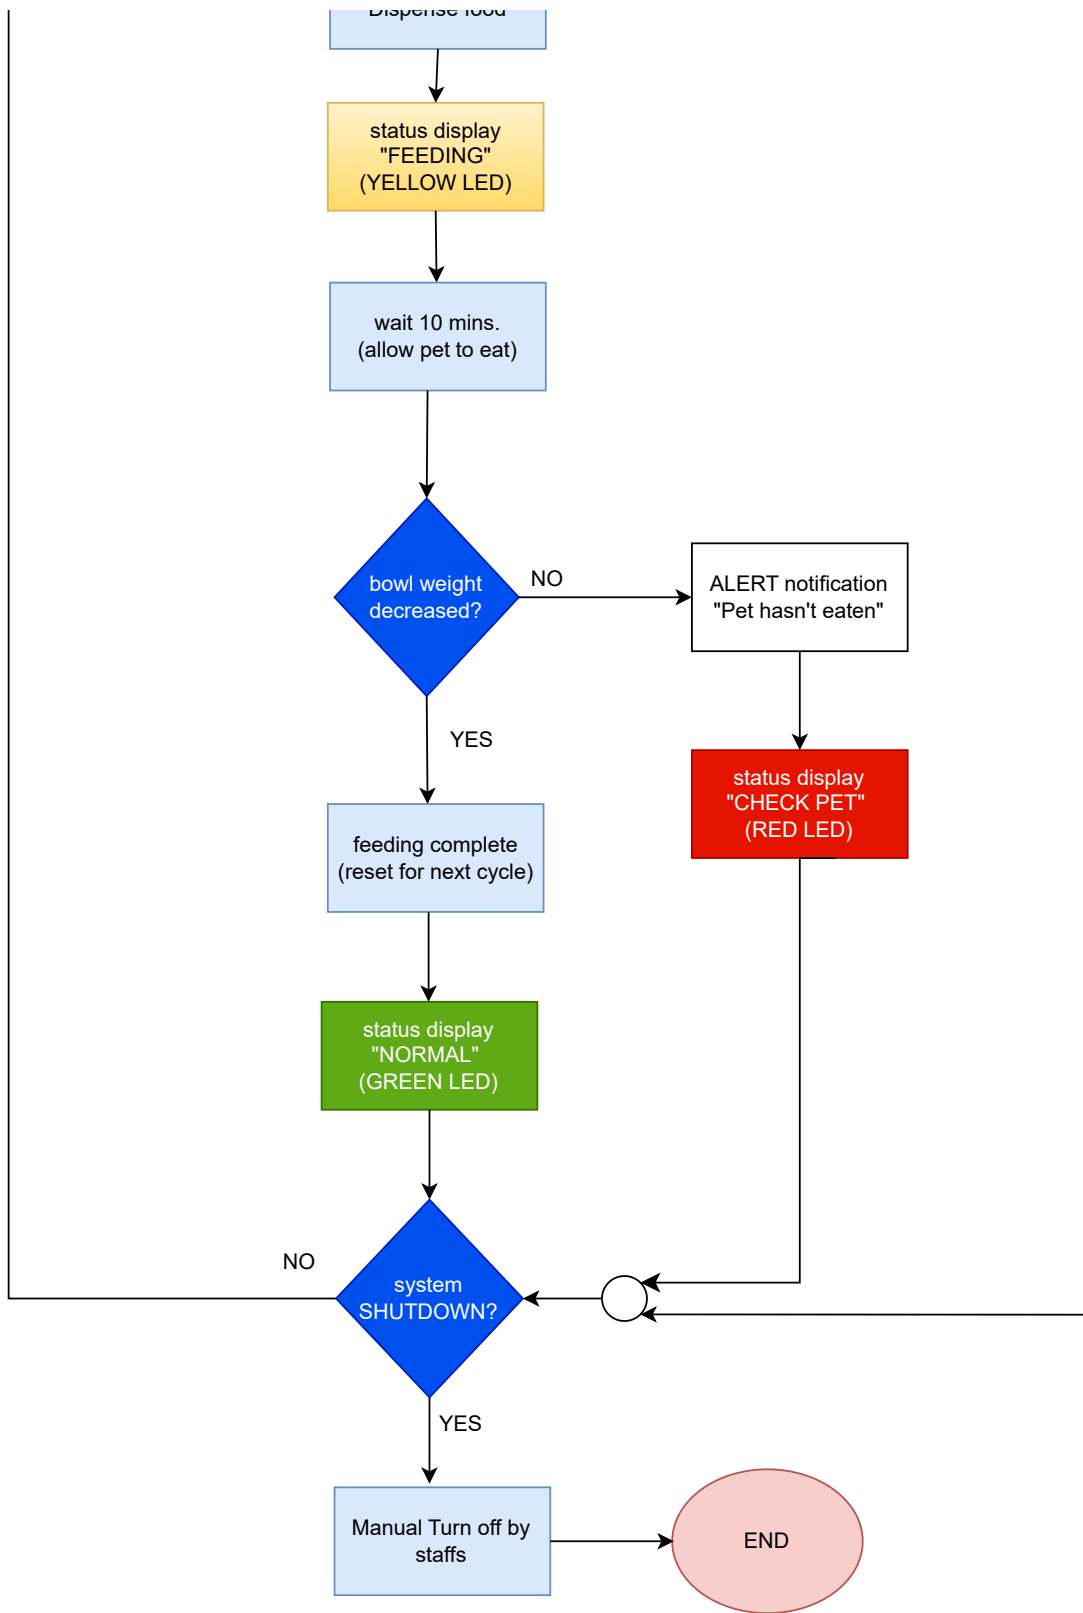 Dispense food
status display
"FEEDING"
(YELLOW LED)
wait 10 mins.
(allow pet to eat)
bowl weight
decreased?
NO
ALERT notification
"Pet hasn't eaten"
YES
status display
"CHECK PET"
(RED LED)
feeding complete
(reset for next cycle)
status display
"NORMAL"
(GREEN LED)
NO
system
SHUTDOWN?
YES
Manual Turn off by
staffs
END